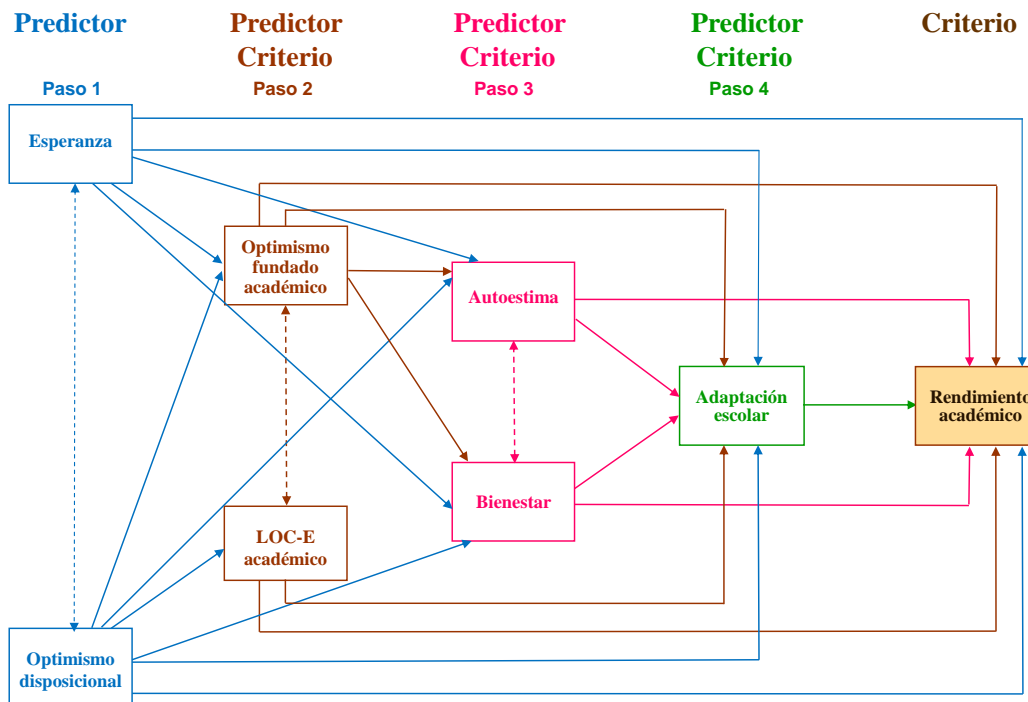 Predictor
Predictor
Criterio
Predictor
Criterio
Predictor
Criterio
Criterio
Paso 1
Paso 2
Paso 3
Paso 4
Esperanza
Optimismo
fundado
académico
Autoestima
Adaptación
escolar
Rendimiento
académico
Bienestar
LOC-E
académico
Optimismo
disposicional